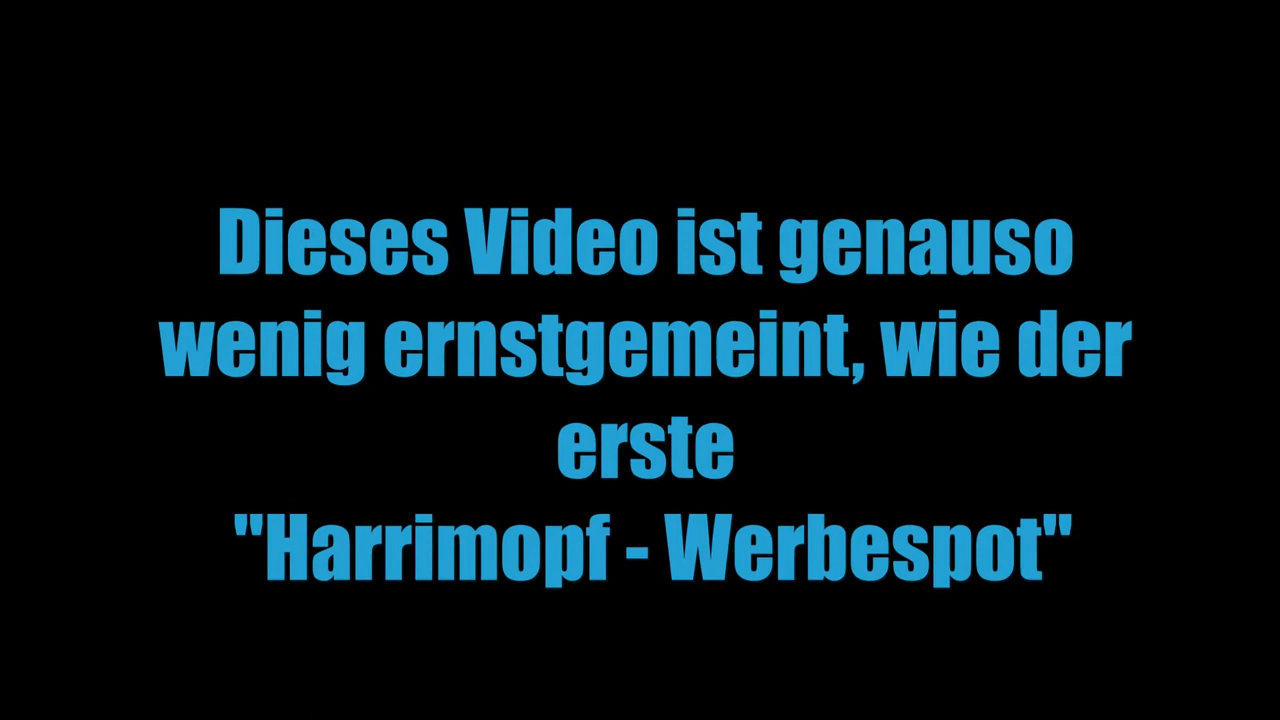 Dieses Video ist genauso
wenig ernstgemeint, wie der
erste
"Harrimopf - Werbespot"